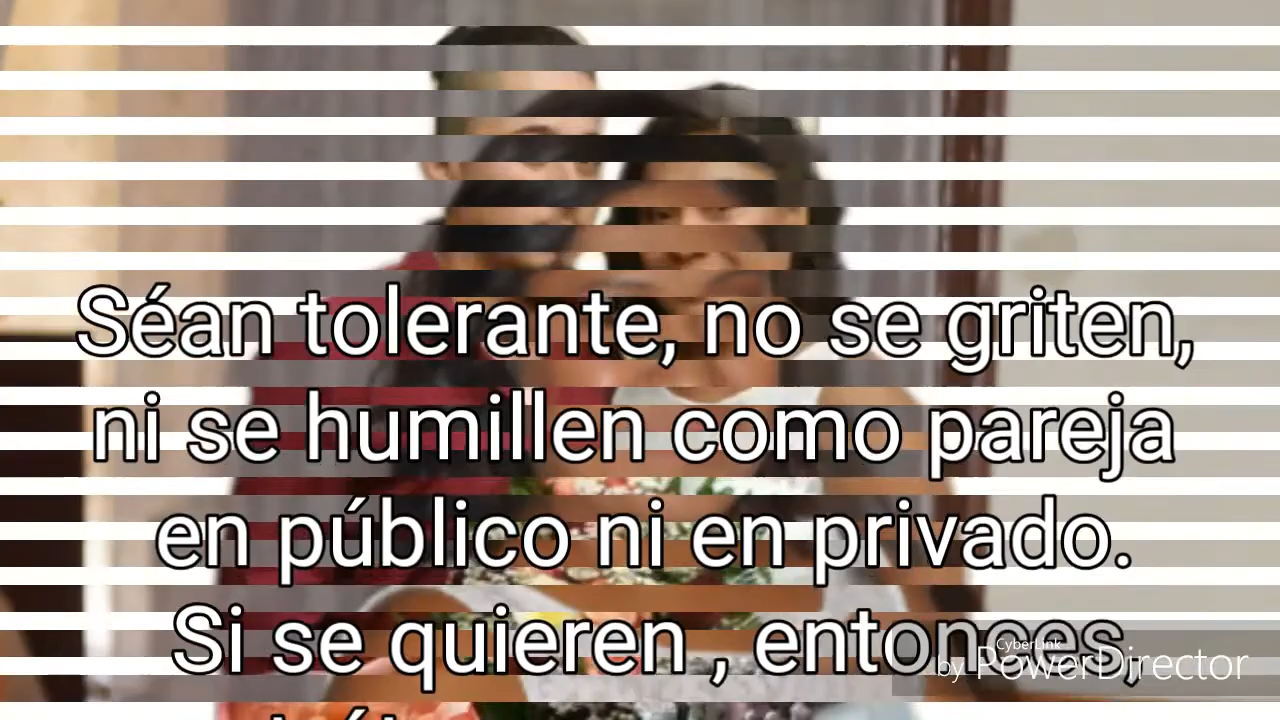 Séan tolerante, no se griten,
ni se humillen como pareja
en público ni en privado.
Si se quieren , entonces,
CyberLink
by PowerDirector